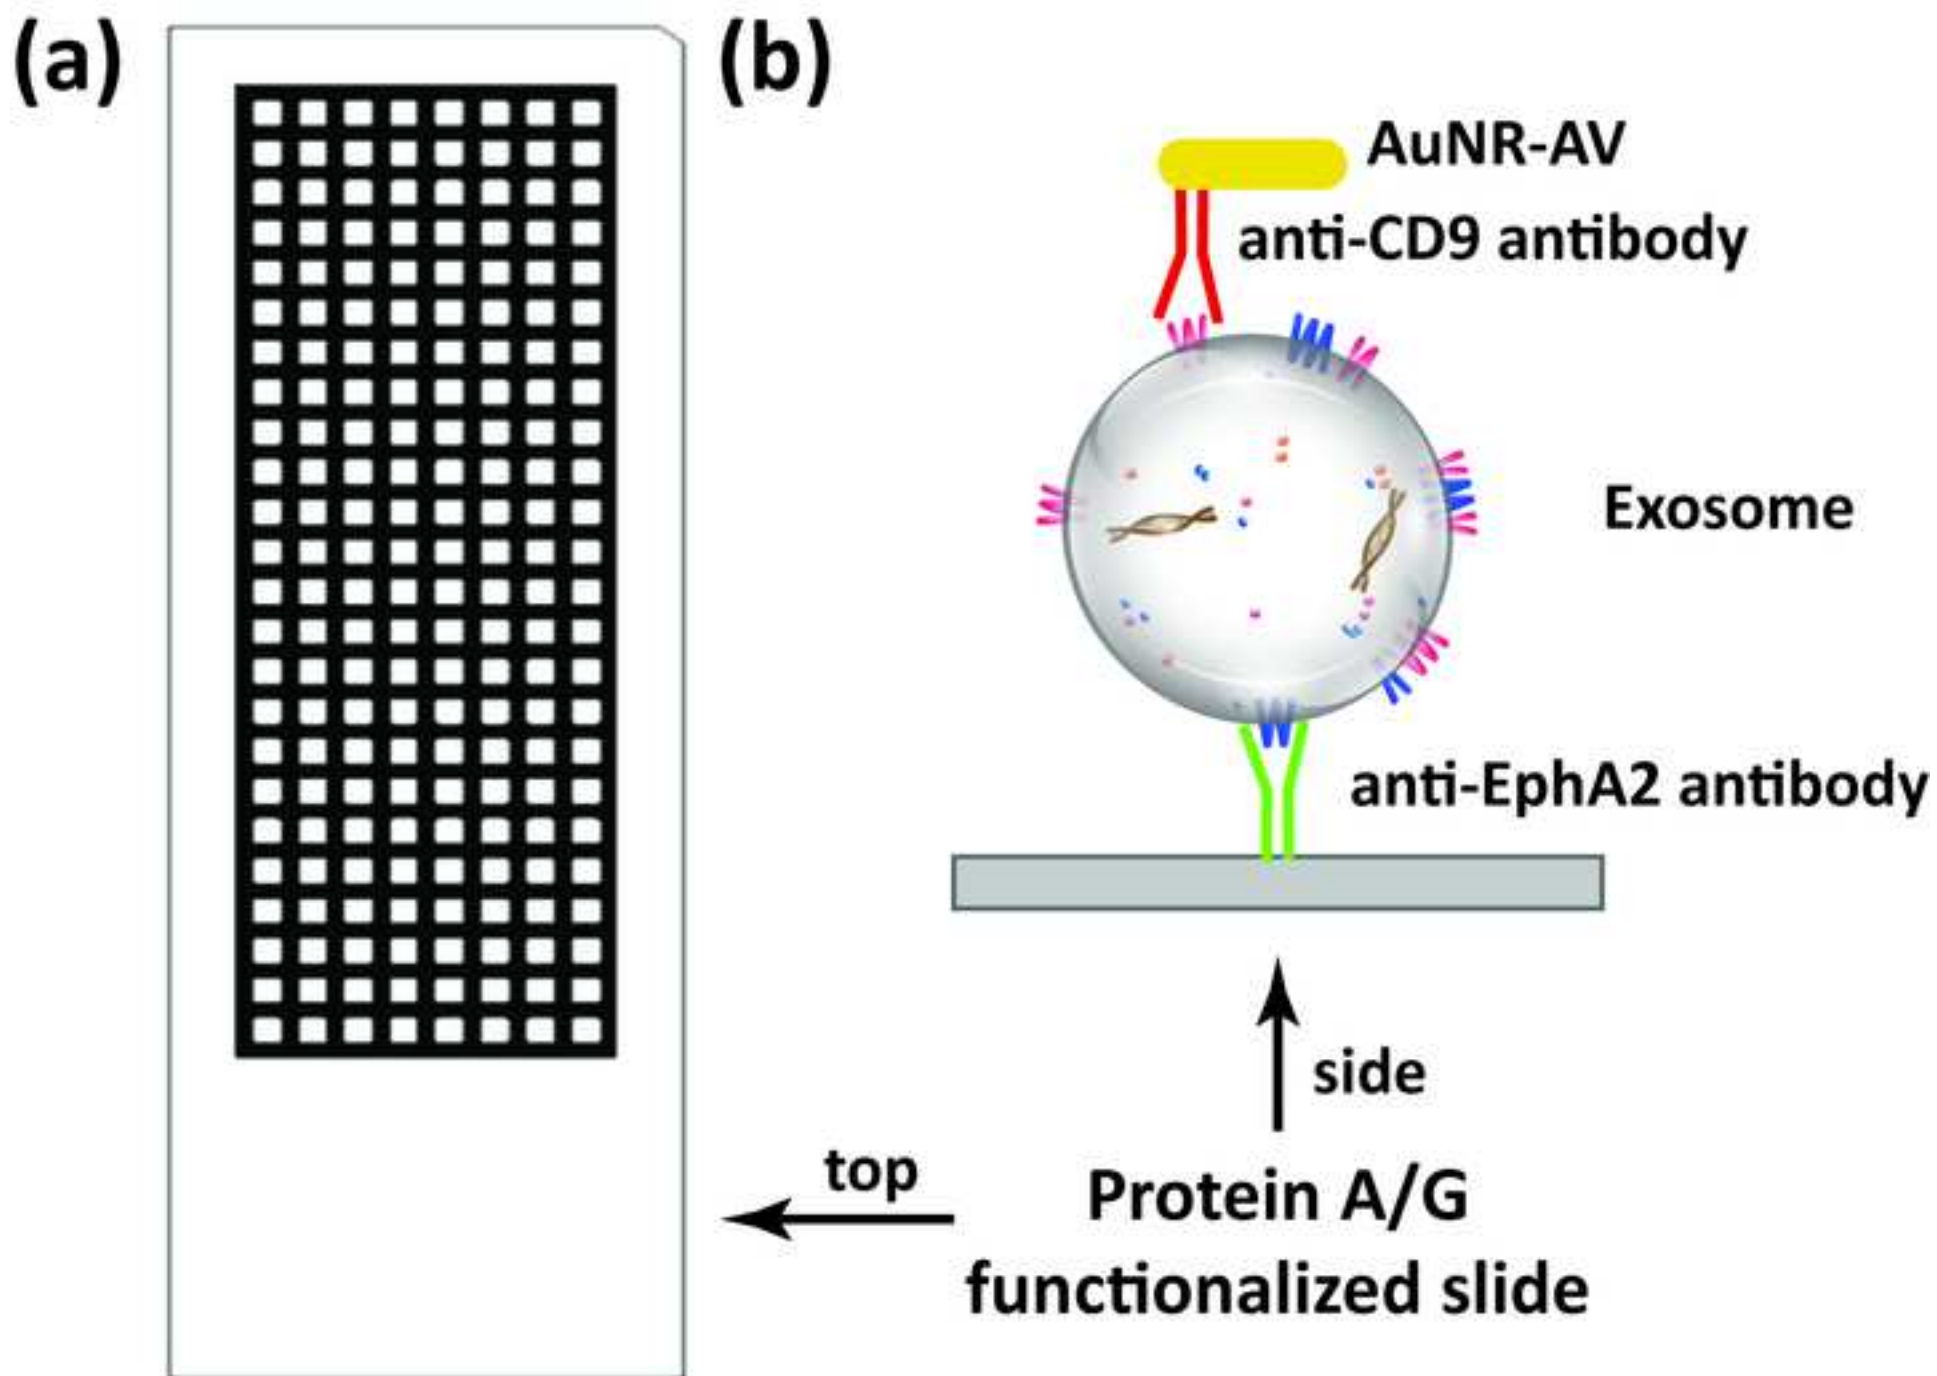 (a)
(b)
AuNR-AV
anti-CD9 antibody
Exosome
anti-EphA2 antibody
side
top
Protein A/G
functionalized slide